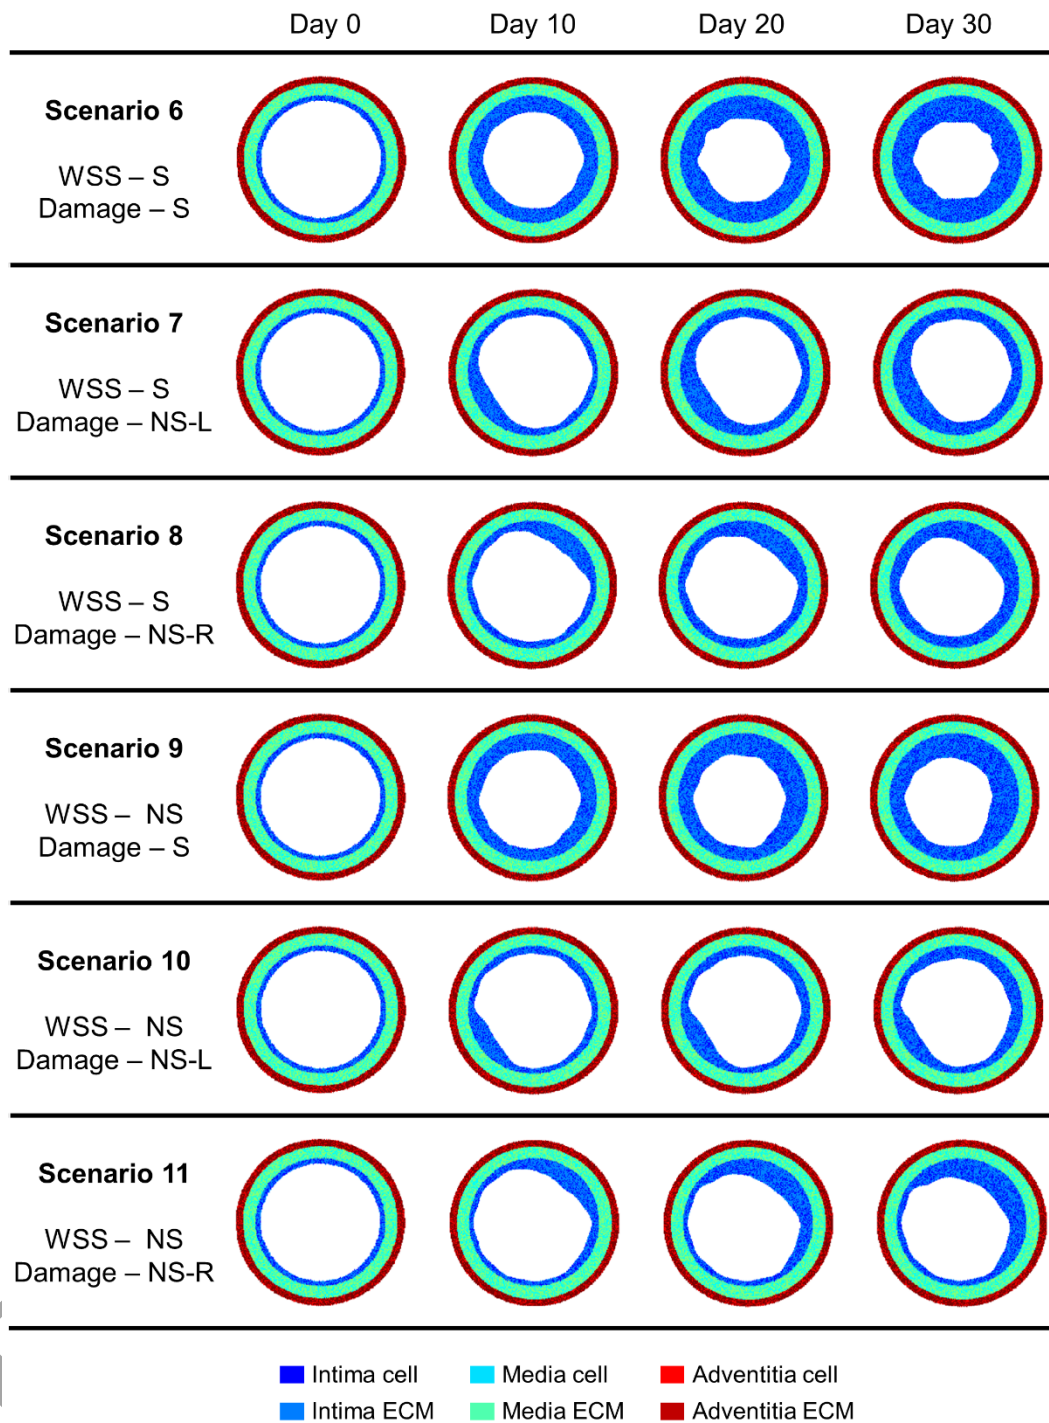 Day 0 Day 10 Day 20 Day 30
Scenario 6
WSS – S
Damage – S
Scenario 7
WSS – S
Damage – NS-L
Scenario 8
WSS – S
Damage – NS-R
Scenario 9
WSS – NS
Damage – S
Scenario 10
WSS – NS
Damage – NS-L
Scenario 11
WSS – NS
Damage – NS-R
Intima cell Media cell Adventitia cell
Intima ECM Media ECM Adventitia ECM